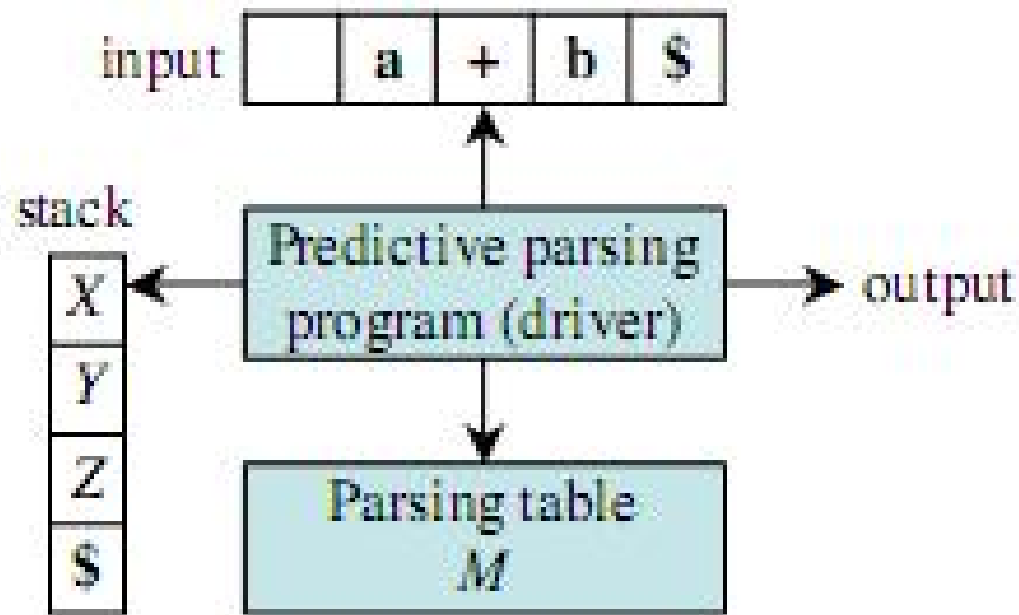 input a + b $
stack
Predictive parsing
program (driver)
output
X
Y
Z
$
Parsing table
M